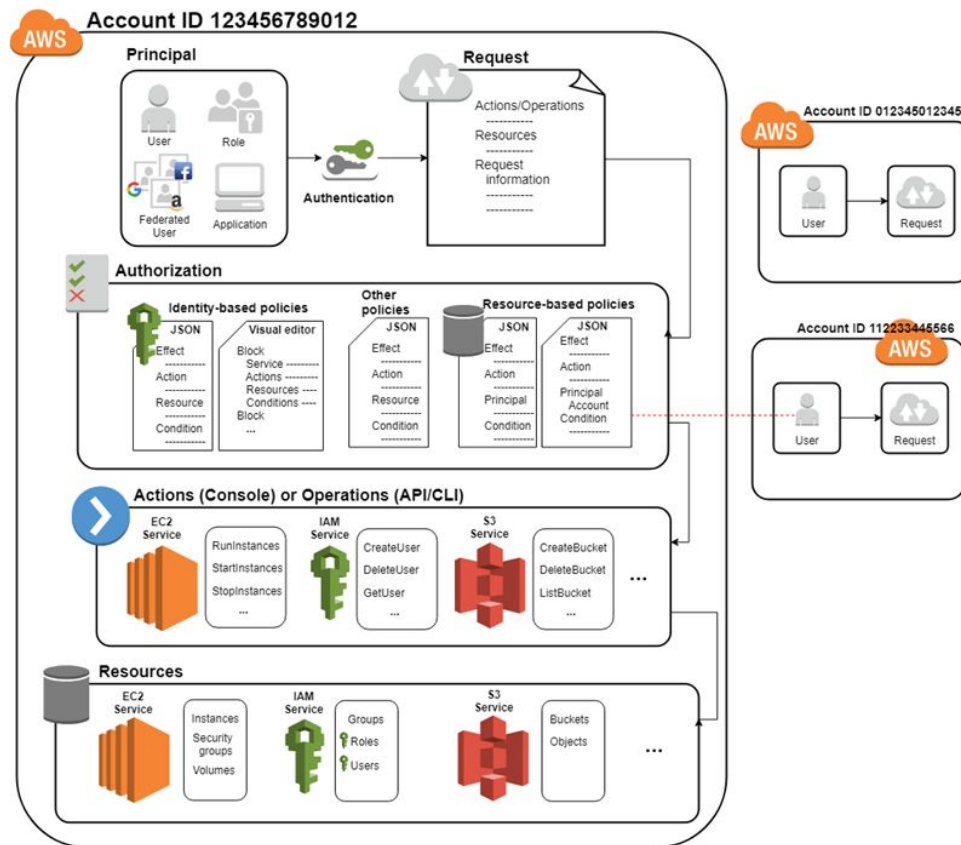 AWS
Account ID 123456789012
Principal
User
Role
Federated
User
Application
Authentication
Request
Actions/Operations
-----------
Resources
-----------
Request
information
-----------
-----------
AWS
Account ID 012345012345
User
Request
Authorization
Identity-based policies
JSON
Effect
----------
Action
----------
Resource
----------
Condition
----------
Visual editor
Block
Service ---------
Actions ---------
Resources ----
Conditions ----
Block
...
Other
policies
JSON
Effect
----------
Action
----------
Resource
----------
Condition
----------
Resource-based policies
JSON
Effect
----------
Action
----------
Principal
----------
Condition
----------
JSON
Effect
----------
Action
----------
Principal
Account
Condition
----------
Account ID 112233445566
AWS
User
Request
Actions (Console) or Operations (API/CLI)
EC2
Service
RunInstances
StartInstances
StopInstances
...
IAM
Service
CreateUser
DeleteUser
GetUser
...
S3
Service
CreateBucket
DeleteBucket
ListBucket
...
...
Resources
EC2
Service
Instances
Security
groups
Volumes
IAM
Service
Groups
Roles
Users
S3
Service
Buckets
Objects
...